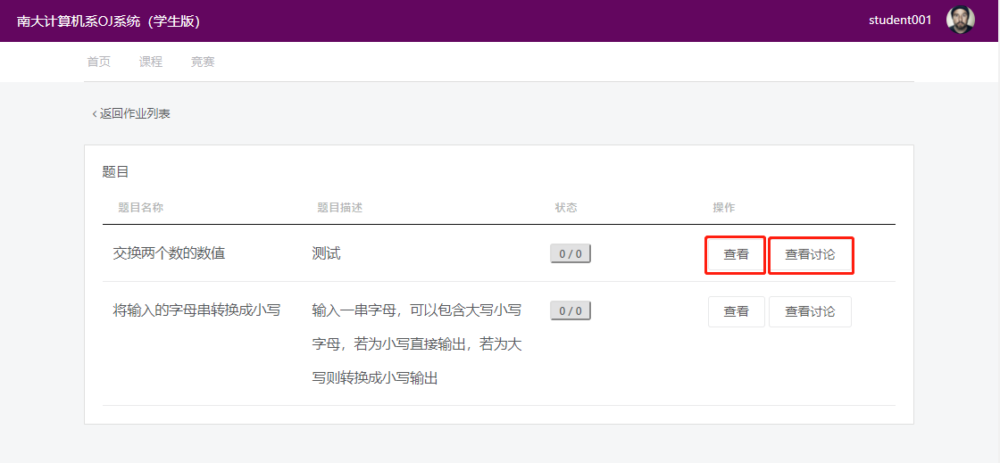 南大计算机系OJ系统（学生版）
student001
首页 课程 竞赛
‹ 返回作业列表
题目
题目名称 题目描述 状态 操作
交换两个数的数值 测试 0 / 0 查看 查看讨论
将输入的字母串转换成小写 输入一串字母，可以包含大写小写 0 / 0 查看 查看讨论
字母，若为小写直接输出，若为大
写则转换成小写输出